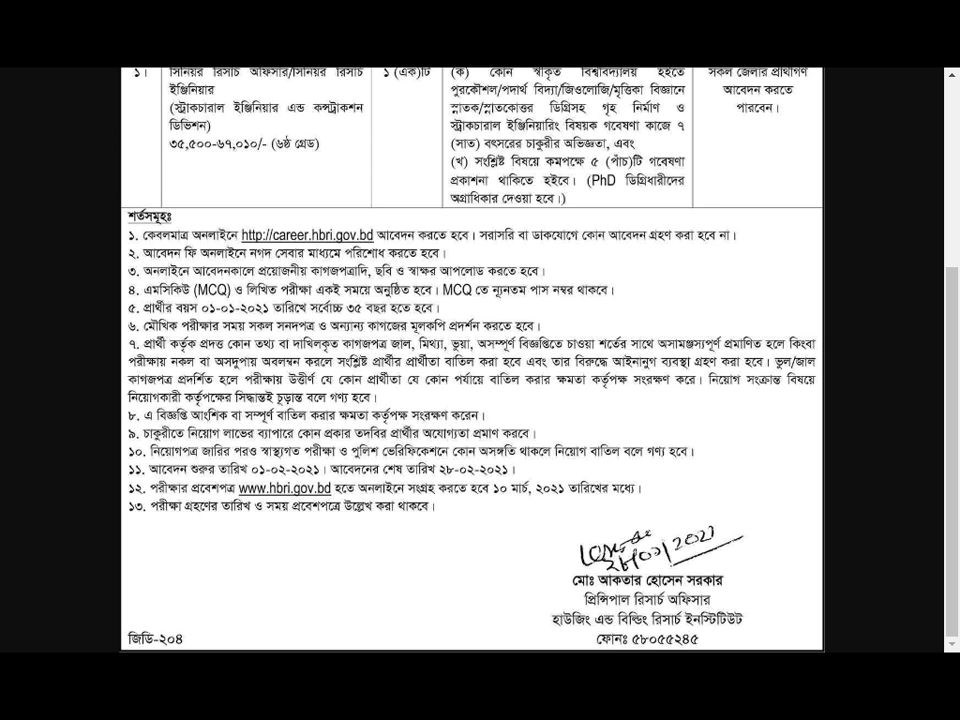 ১।
সিনিয়র রিসার্চ অফিসার/সিনিয়র রিসার্চ
ইঞ্জিনিয়ার
(স্ট্রাকচারাল ইঞ্জিনিয়ার এন্ড কন্সট্রাকশন
ডিভিশন)
৩৫,৫০০-৬৭,০১০/- (৬ষ্ঠ গ্রেড)
১ (এক)টি
(ক) কোন স্বীকৃত বিশ্ববিদ্যালয় হইতে
পুরকৌশল/পদার্থ বিদ্যা/জিওলোজি/মৃত্তিকা বিজ্ঞানে
স্নাতক/স্নাতকোত্তর ডিগ্রিসহ গৃহ নির্মাণ ও
স্ট্রাকচারাল ইঞ্জিনিয়ারিং বিষয়ক গবেষণা কাজে ৭
(সাত) বৎসরের চাকুরীর অভিজ্ঞতা, এবং
(খ) সংশ্লিষ্ট বিষয়ে কমপক্ষে ৫ (পাঁচ)টি গবেষণা
প্রকাশনা থাকিতে হইবে। (PhD ডিগ্রিধারীদের
অগ্রাধিকার দেওয়া হবে।)
সকল জেলার প্রার্থীগণ
আবেদন করতে
পারবেন।
শর্তসমূহঃ
১. কেবলমাত্র অনলাইনে http://career.hbri.gov.bd আবেদন করতে হবে। সরাসরি বা ডাকযোগে কোন আবেদন গ্রহণ করা হবে না।
২. আবেদন ফি অনলাইনে নগদ সেবার মাধ্যমে পরিশোধ করতে হবে।
৩. অনলাইনে আবেদনকালে প্রয়োজনীয় কাগজপত্রাদি, ছবি ও স্বাক্ষর আপলোড করতে হবে।
৪. এমসিকিউ (MCQ) ও লিখিত পরীক্ষা একই সময়ে অনুষ্ঠিত হবে। MCQ তে ন্যূনতম পাস নম্বর থাকবে।
৫. প্রার্থীর বয়স ০১-০১-২০২১ তারিখে সর্বোচ্চ ৩৫ বছর হতে হবে।
৬. মৌখিক পরীক্ষার সময় সকল সনদপত্র ও অন্যান্য কাগজের মূলকপি প্রদর্শন করতে হবে।
৭. প্রার্থী কর্তৃক প্রদত্ত কোন তথ্য বা দাখিলকৃত কাগজপত্র জাল, মিথ্যা, ভুয়া, অসম্পূর্ণ বিজ্ঞপ্তিতে চাওয়া শর্তের সাথে অসামঞ্জস্যপূর্ণ প্রমাণিত হলে কিংবা
পরীক্ষায় নকল বা অসদুপায় অবলম্বন করলে সংশ্লিষ্ট প্রার্থীর প্রার্থীতা বাতিল করা হবে এবং তার বিরুদ্ধে আইনানুগ ব্যবস্থা গ্রহণ করা হবে। ভুল/জাল
কাগজপত্র প্রদর্শিত হলে পরীক্ষায় উত্তীর্ণ যে কোন প্রার্থীতা যে কোন পর্যায়ে বাতিল করার ক্ষমতা কর্তৃপক্ষ সংরক্ষণ করে। নিয়োগ সংক্রান্ত বিষয়ে
নিয়োগকারী কর্তৃপক্ষের সিদ্ধান্তই চূড়ান্ত বলে গণ্য হবে।
৮. এ বিজ্ঞপ্তি আংশিক বা সম্পূর্ণ বাতিল করার ক্ষমতা কর্তৃপক্ষ সংরক্ষণ করেন।
৯. চাকুরীতে নিয়োগ লাভের ব্যাপারে কোন প্রকার তদবির প্রার্থীর অযোগ্যতা প্রমাণ করবে।
১০. নিয়োগপত্র জারির পরও স্বাস্থ্যগত পরীক্ষা ও পুলিশ ভেরিফিকেশনে কোন অসঙ্গতি থাকলে নিয়োগ বাতিল বলে গণ্য হবে।
১১. আবেদন শুরুর তারিখ ০১-০২-২০২১। আবেদনের শেষ তারিখ ২৮-০২-২০২১।
১২. পরীক্ষার প্রবেশপত্র www.hbri.gov.bd হতে অনলাইনে সংগ্রহ করতে হবে ১০ মার্চ, ২০২১ তারিখের মধ্যে।
১৩. পরীক্ষা গ্রহণের তারিখ ও সময় প্রবেশপত্রে উল্লেখ করা থাকবে।
মোঃ আকতার হোসেন সরকার
প্রিন্সিপাল রিসার্চ অফিসার
হাউজিং এন্ড বিল্ডিং রিসার্চ ইনস্টিটিউট
ফোনঃ ৫৮০৫৫২৪৫
জিডি-২০৪